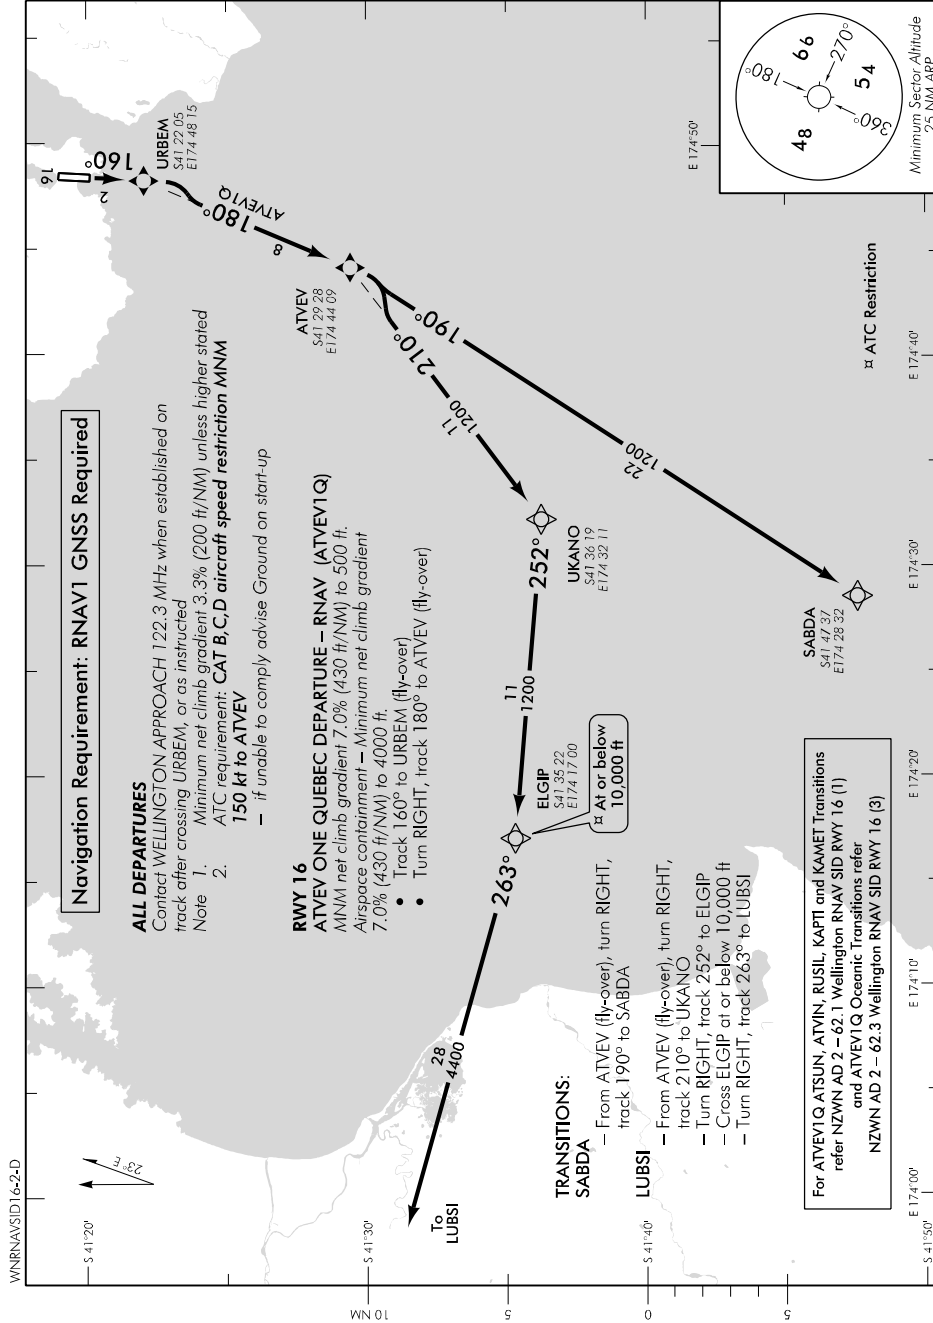 WNRNAVSID16-2-D
Navigation Requirement: RNAV1 GNSS Required
ALL DEPARTURES
Contact WELLINGTON APPROACH 122.3 MHz when established on
track after crossing URBEM, or as instructed
Note 1. Minimum net climb gradient 3.3% (200 ft/NM) unless higher stated
2. ATC requirement: CAT B,C,D aircraft speed restriction MNM
150 kt to ATVEV
– if unable to comply advise Ground on start-up
RWY 16
ATVEV ONE QUEBEC DEPARTURE – RNAV (ATVEV1Q)
MNM net climb gradient 7.0% (430 ft/NM) to 500 ft.
Airspace containment – Minimum net climb gradient
7.0% (430 ft/NM) to 4000 ft.
• Track 160° to URBEM (fly-over)
• Turn RIGHT, track 180° to ATVEV (fly-over)
TRANSITIONS:
SABDA – From ATVEV (fly-over), turn RIGHT,
track 190° to SABDA
LUBSI – From ATVEV (fly-over), turn RIGHT,
track 210° to UKANO
– Turn RIGHT, track 252° to ELGIP
– Cross ELGIP at or below 10,000 ft
– Turn RIGHT, track 263° to LUBSI
For ATVEV1Q ATSUN, ATVIN, RUSIL, KAPTI and KAMET Transitions
refer NZWN AD 2 – 62.1 Wellington RNAV SID RWY 16 (1)
and ATVEV1Q Oceanic Transitions refer
NZWN AD 2 – 62.3 Wellington RNAV SID RWY 16 (3)
23° E
16
160°
2
URBEM
S41 22 05
E174 48 15
180°
ATVEV1Q
8
ATVEV
S41 29 28
E174 44 09
210°
11
1200
190°
22
1200
UKANO
S41 36 19
E174 32 11
252°
11
1200
ELGIP
S41 35 22
E174 17 00
¤ At or below
10,000 ft
263°
28
4400
To
LUBSI
SABDA
S41 47 37
E174 28 32
¤ ATC Restriction
180°
270°
360°
66
54
48
Minimum Sector Altitude
25 NM ARP
S 41°20'
S 41°30'
S 41°40'
S 41°50'
E 174°00'
E 174°10'
E 174°20'
E 174°30'
E 174°40'
E 174°50'
10 NM
5
0
5